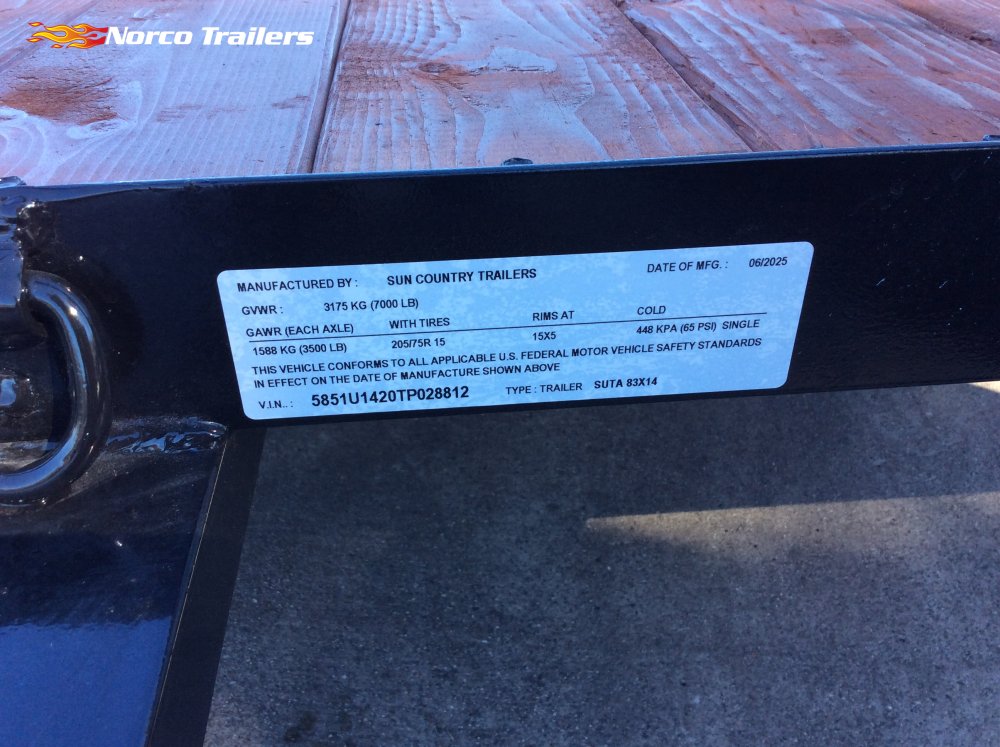 Norco Trailers
MANUFACTURED BY : SUN COUNTRY TRAILERS DATE OF MFG. : 06/2025
GVWR : 3175 KG (7000 LB)
GAWR (EACH AXLE) WITH TIRES RIMS AT COLD
1588 KG (3500 LB) 205/75R 15 15X5 448 KPA (65 PSI) SINGLE
THIS VEHICLE CONFORMS TO ALL APPLICABLE U.S. FEDERAL MOTOR VEHICLE SAFETY STANDARDS
IN EFFECT ON THE DATE OF MANUFACTURE SHOWN ABOVE
V.I.N.. : 5851U1420TP028812 TYPE : TRAILER SUTA 83X14